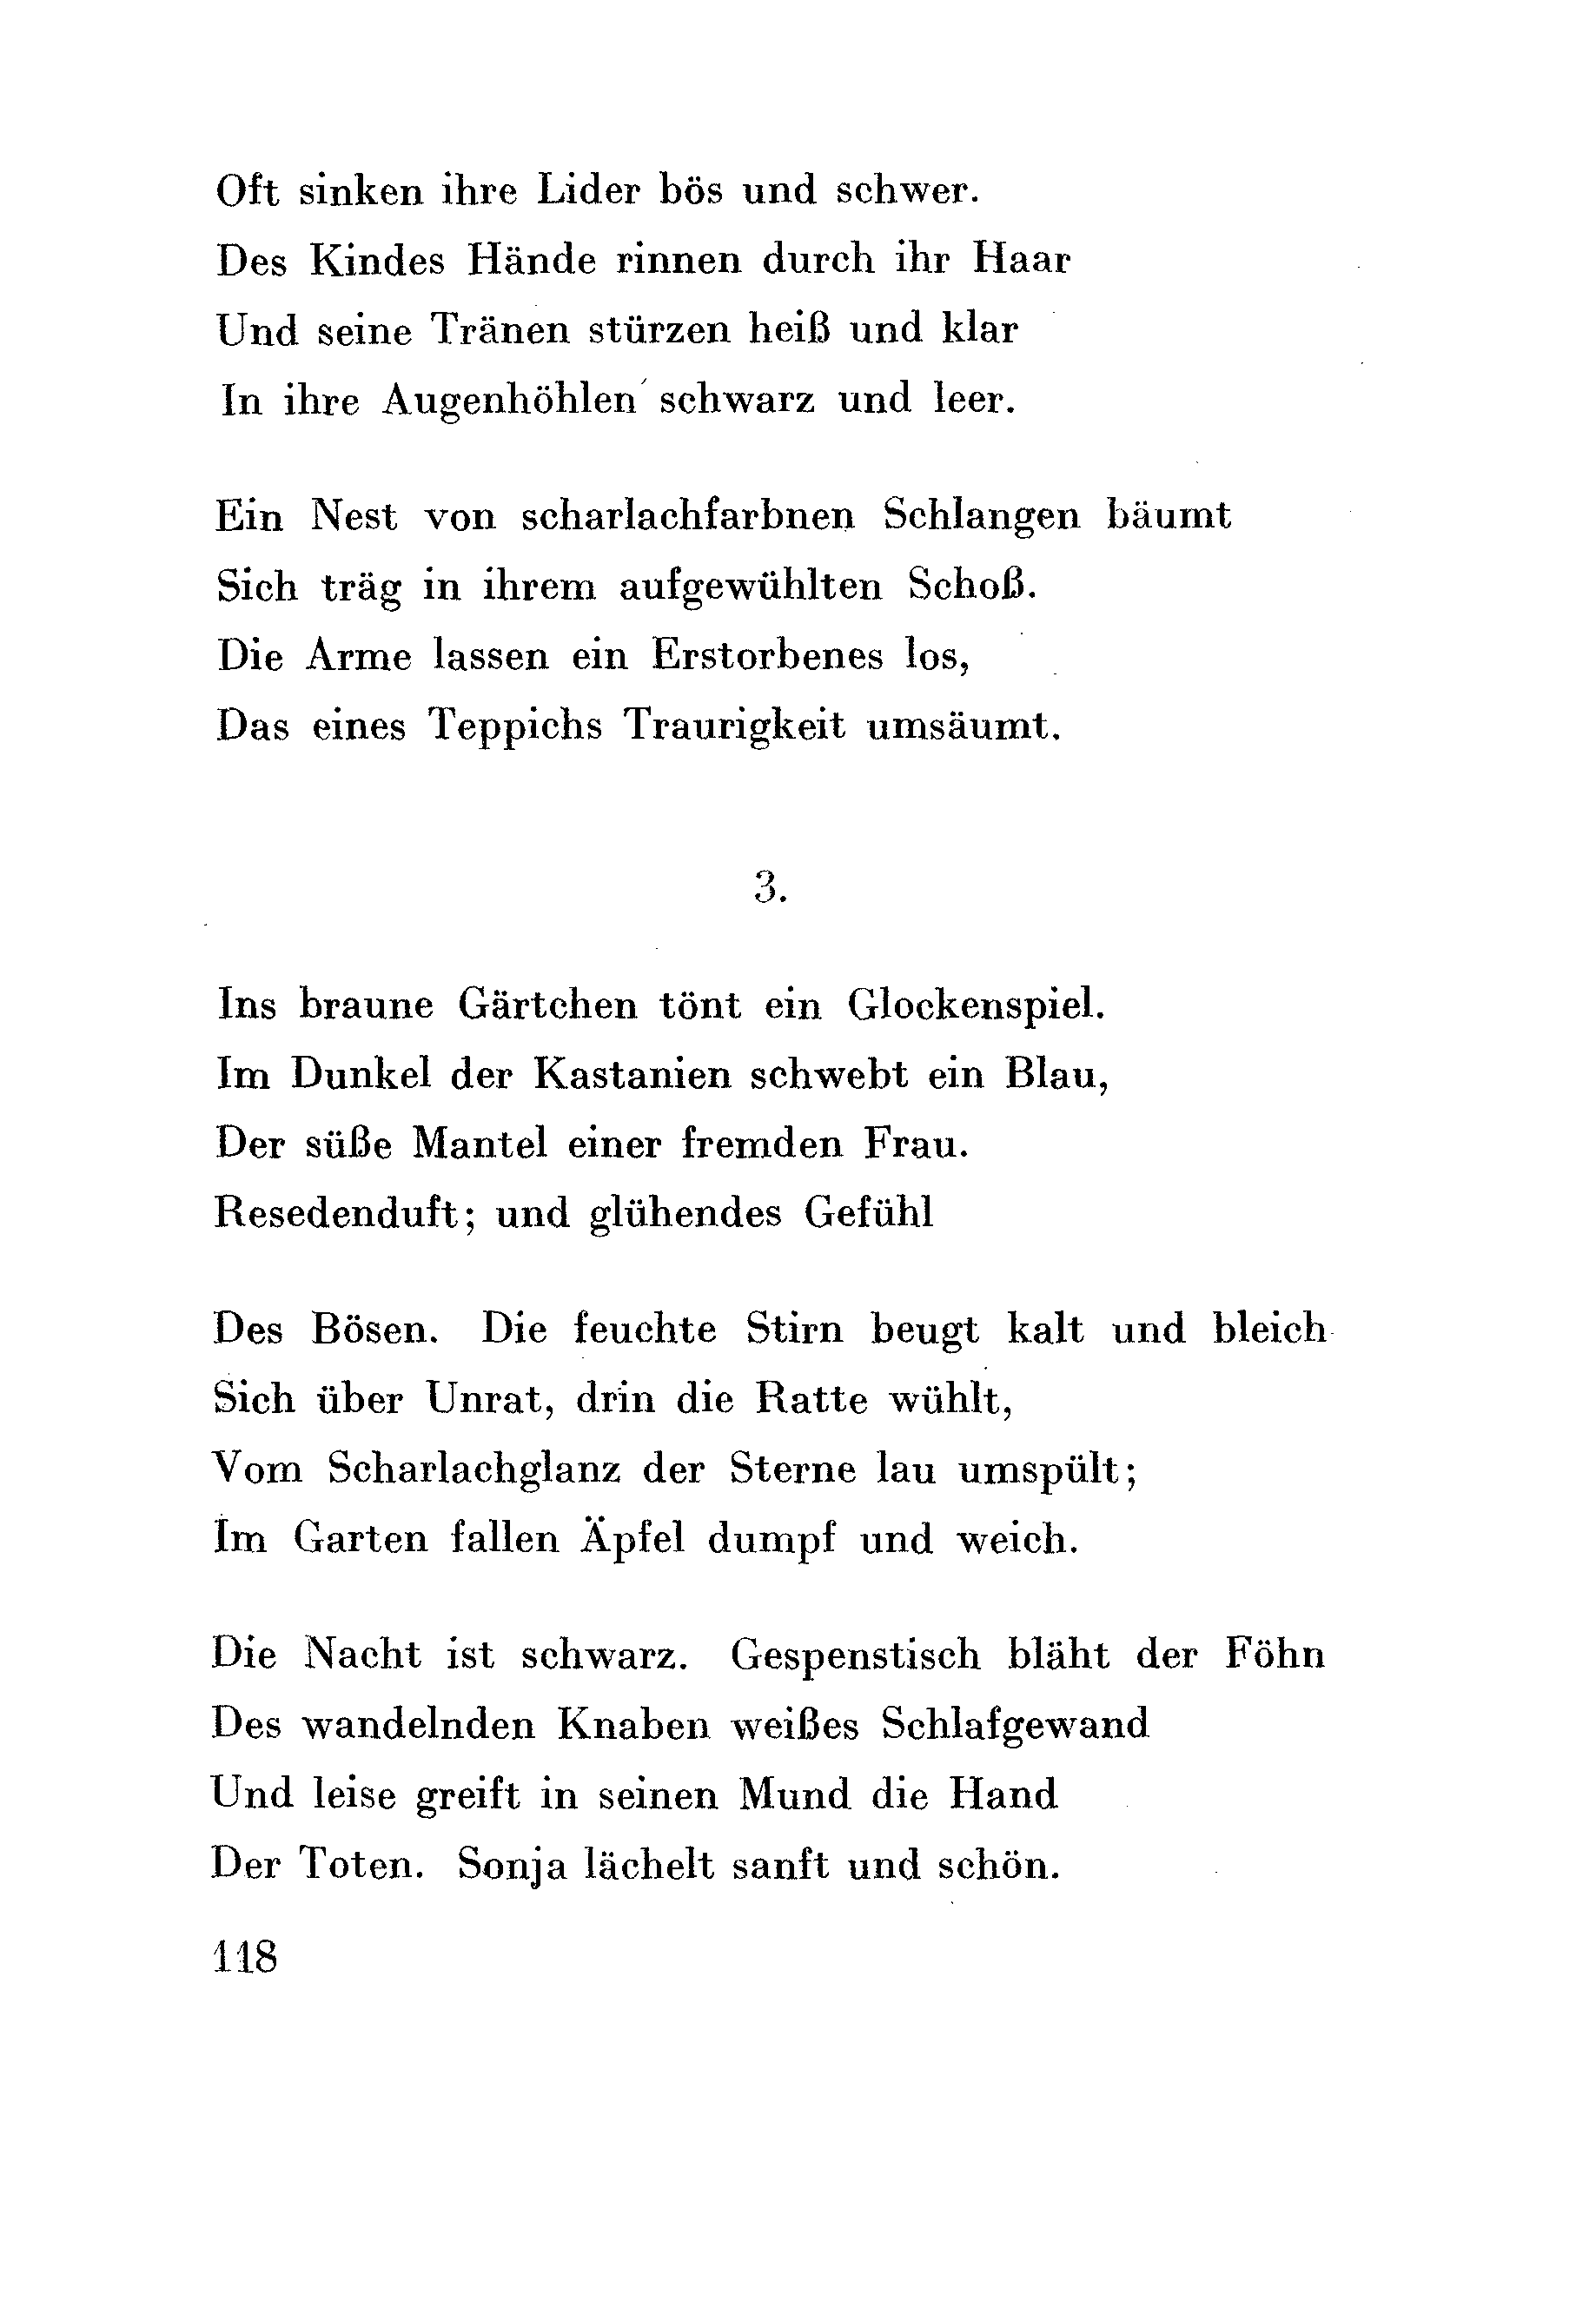 Oft sinken ihre Lider bös und schwer.
Des Kindes Hände rinnen durch ihr Haar
Und seine Tränen stürzen heiß und klar
In ihre Augenhöhlen schwarz und leer.
Ein Nest von scharlachfarbnen Schlangen bäumt
Sich träg in ihrem aufgewühlten Schoß.
Die Arme lassen ein Erstorbenes los,
Das eines Teppichs Traurigkeit umsäumt.
3.
Ins braune Gärtchen tönt ein Glockenspiel.
Im Dunkel der Kastanien schwebt ein Blau,
Der süße Mantel einer fremden Frau.
Resedenduft; und glühendes Gefühl
Des Bösen. Die feuchte Stirn beugt kalt und bleich
Sich über Unrat, drin die Ratte wühlt,
Vom Scharlachglanz der Sterne lau umspült;
Im Garten fallen Äpfel dumpf und weich.
Die Nacht ist schwarz. Gespenstisch bläht der Föhn
Des wandelnden Knaben weißes Schlafgewand
Und leise greift in seinen Mund die Hand
Der Toten. Sonja lächelt sanft und schön.
118